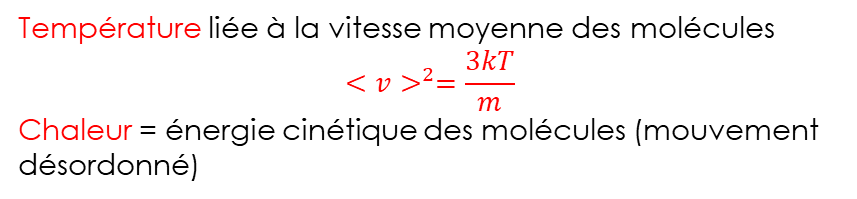 Température liée à la vitesse moyenne des molécules
< v >²= 3kT/m
Chaleur = énergie cinétique des molécules (mouvement
désordonné)